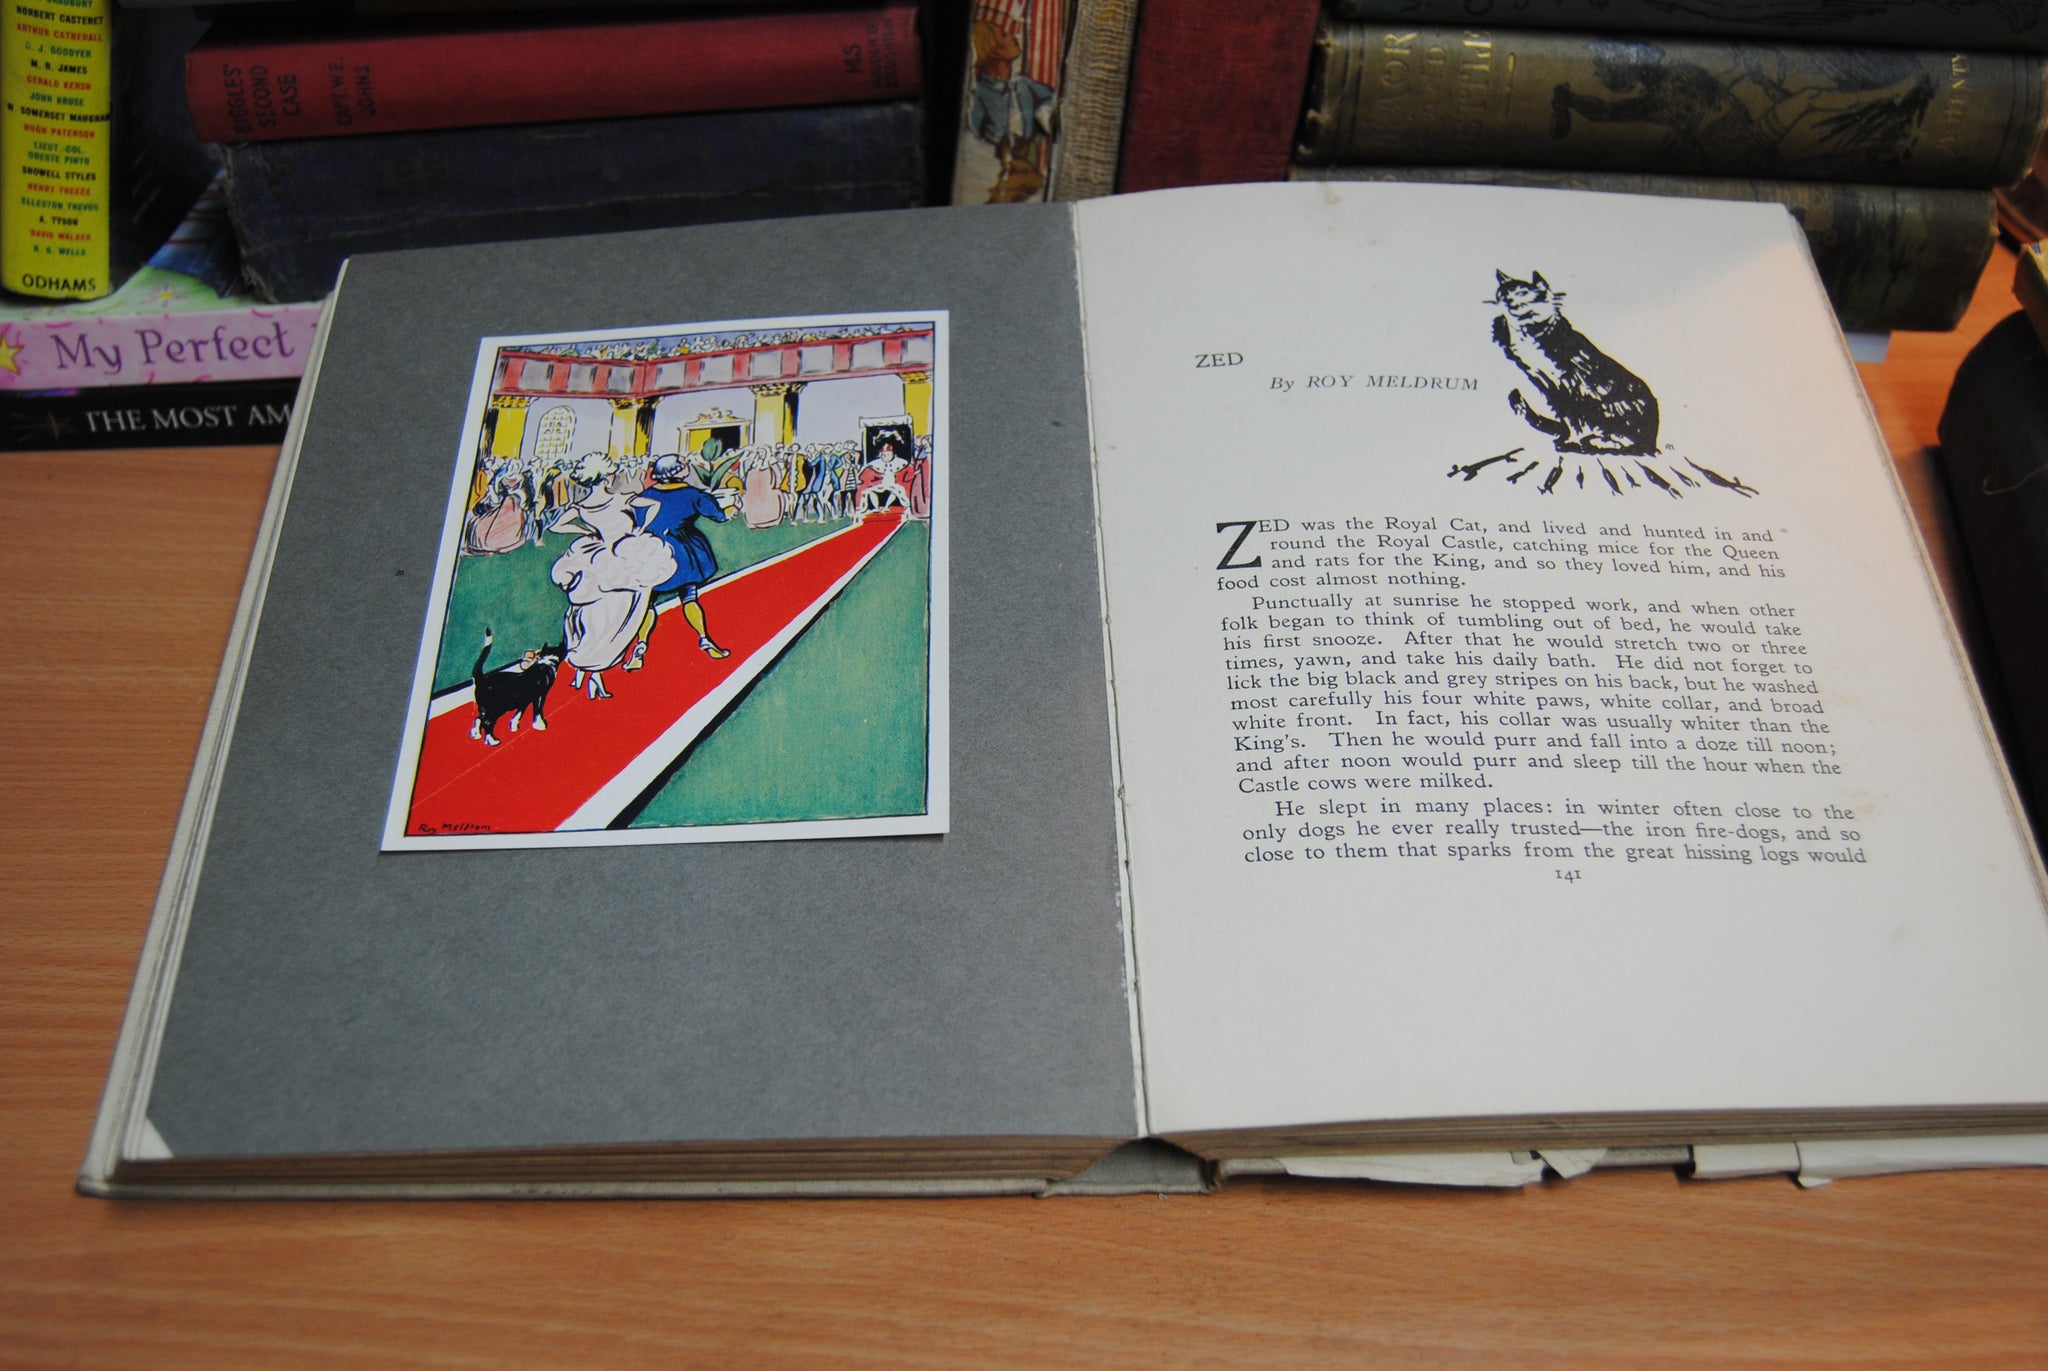 NORBERT CASTERET
ARTHUR CATHERALL
G. J. GOODYER
M. R. JAMES
GERALD KERSH
JOHN KRUSE
W. SOMERSET MAUGHAM
HUGH PATERSON
LIEUT.-COL.
ORESTE PINTO
SHOWELL STYLES
HENRY TREECE
ELLESTON TREVOR
A. TYSON
DAVID WALKER
H. G. WELLS
ODHAMS
BIGGLES'
SECOND
CASE
CAPT. W. E.
JOHNS
My Perfect
THE MOST AM
HENTY
Roy Meldrum
ZED
By ROY MELDRUM
ZED was the Royal Cat, and lived and hunted in and
round the Royal Castle, catching mice for the Queen
and rats for the King, and so they loved him, and his
food cost almost nothing.
Punctually at sunrise he stopped work, and when other
folk began to think of tumbling out of bed, he would take
his first snooze. After that he would stretch two or three
times, yawn, and take his daily bath. He did not forget to
lick the big black and grey stripes on his back, but he washed
most carefully his four white paws, white collar, and broad
white front. In fact, his collar was usually whiter than the
King's. Then he would purr and fall into a doze till noon;
and after noon would purr and sleep till the hour when the
Castle cows were milked.
He slept in many places: in winter often close to the
only dogs he ever really trusted—the iron fire-dogs, and so
close to them that sparks from the great hissing logs would
141